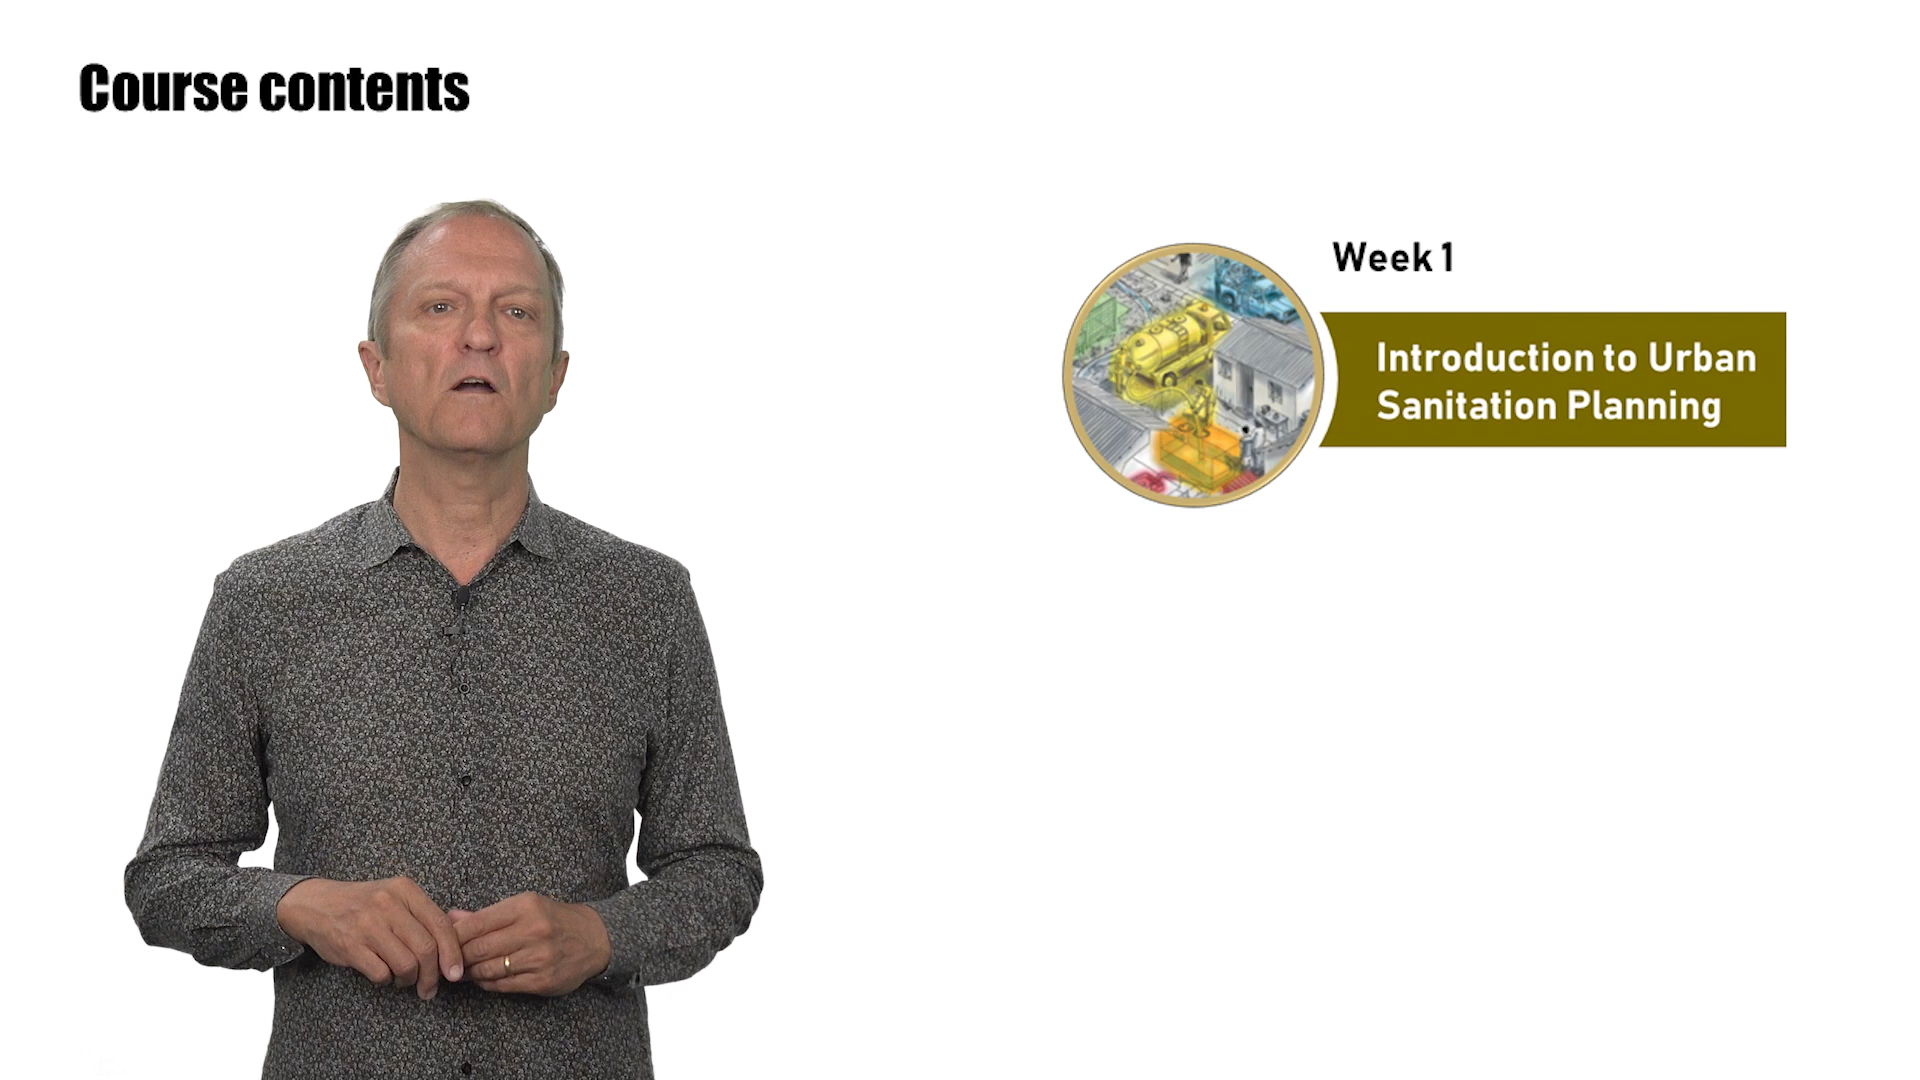 Course contents
Week 1
Introduction to Urban
Sanitation Planning